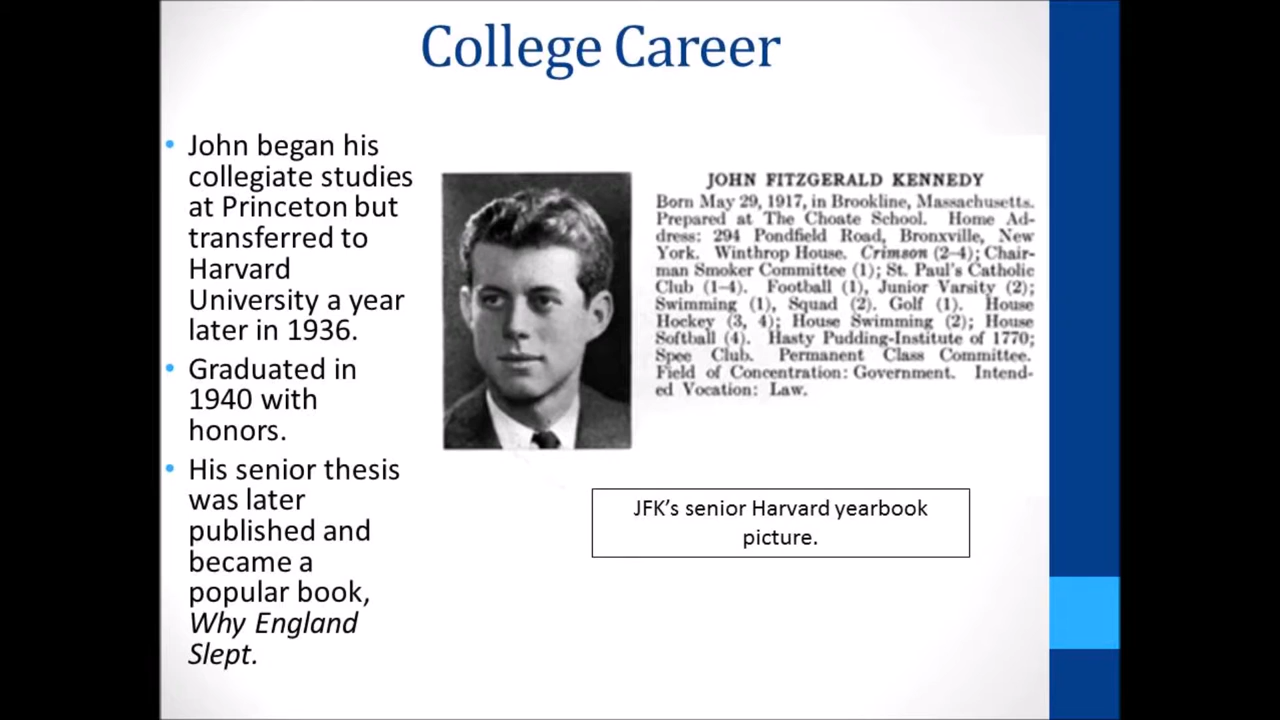 College Career
John began his
collegiate studies
at Princeton but
transferred to
Harvard
University a year
later in 1936.
Graduated in
1940 with
honors.
His senior thesis
was later
published and
became a
popular book,
Why England
Slept.
JOHN FITZGERALD KENNEDY
Born May 29, 1917, in Brookline, Massachusetts.
Prepared at The Choate School. Home Ad-
dress: 294 Pondfield Road, Bronxville, New
York. Winthrop House. Crimson (2-4); Chair-
man Smoker Committee (1); St. Paul's Catholic
Club (1-4). Football (1), Junior Varsity (2);
Swimming (1), Squad (2). Golf (1). House
Hockey (3, 4); House Swimming (2); House
Softball (4). Hasty Pudding-Institute of 1770;
Spee Club. Permanent Class Committee.
Field of Concentration: Government. Intend-
ed Vocation: Law.
JFK’s senior Harvard yearbook
picture.